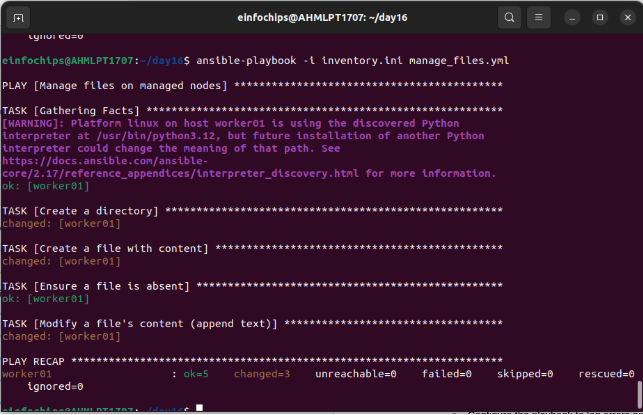 einfochips@AHMLPT1707: ~/day16
ignored=0
einfochips@AHMLPT1707:~/day16$ ansible-playbook -i inventory.ini manage_files.yml
PLAY [Manage files on managed nodes] *******************************************
TASK [Gathering Facts] *********************************************************
[WARNING]: Platform linux on host worker01 is using the discovered Python
interpreter at /usr/bin/python3.12, but future installation of another Python
interpreter could change the meaning of that path. See
https://docs.ansible.com/ansible-
core/2.17/reference_appendices/interpreter_discovery.html for more information.
ok: [worker01]
TASK [Create a directory] ******************************************************
changed: [worker01]
TASK [Create a file with content] **********************************************
changed: [worker01]
TASK [Ensure a file is absent] *************************************************
ok: [worker01]
TASK [Modify a file's content (append text)] ***********************************
changed: [worker01]
PLAY RECAP *********************************************************************
worker01 : ok=5 changed=3 unreachable=0 failed=0 skipped=0 rescued=0
ignored=0
einfochips@AHMLPT1707:~/day16$